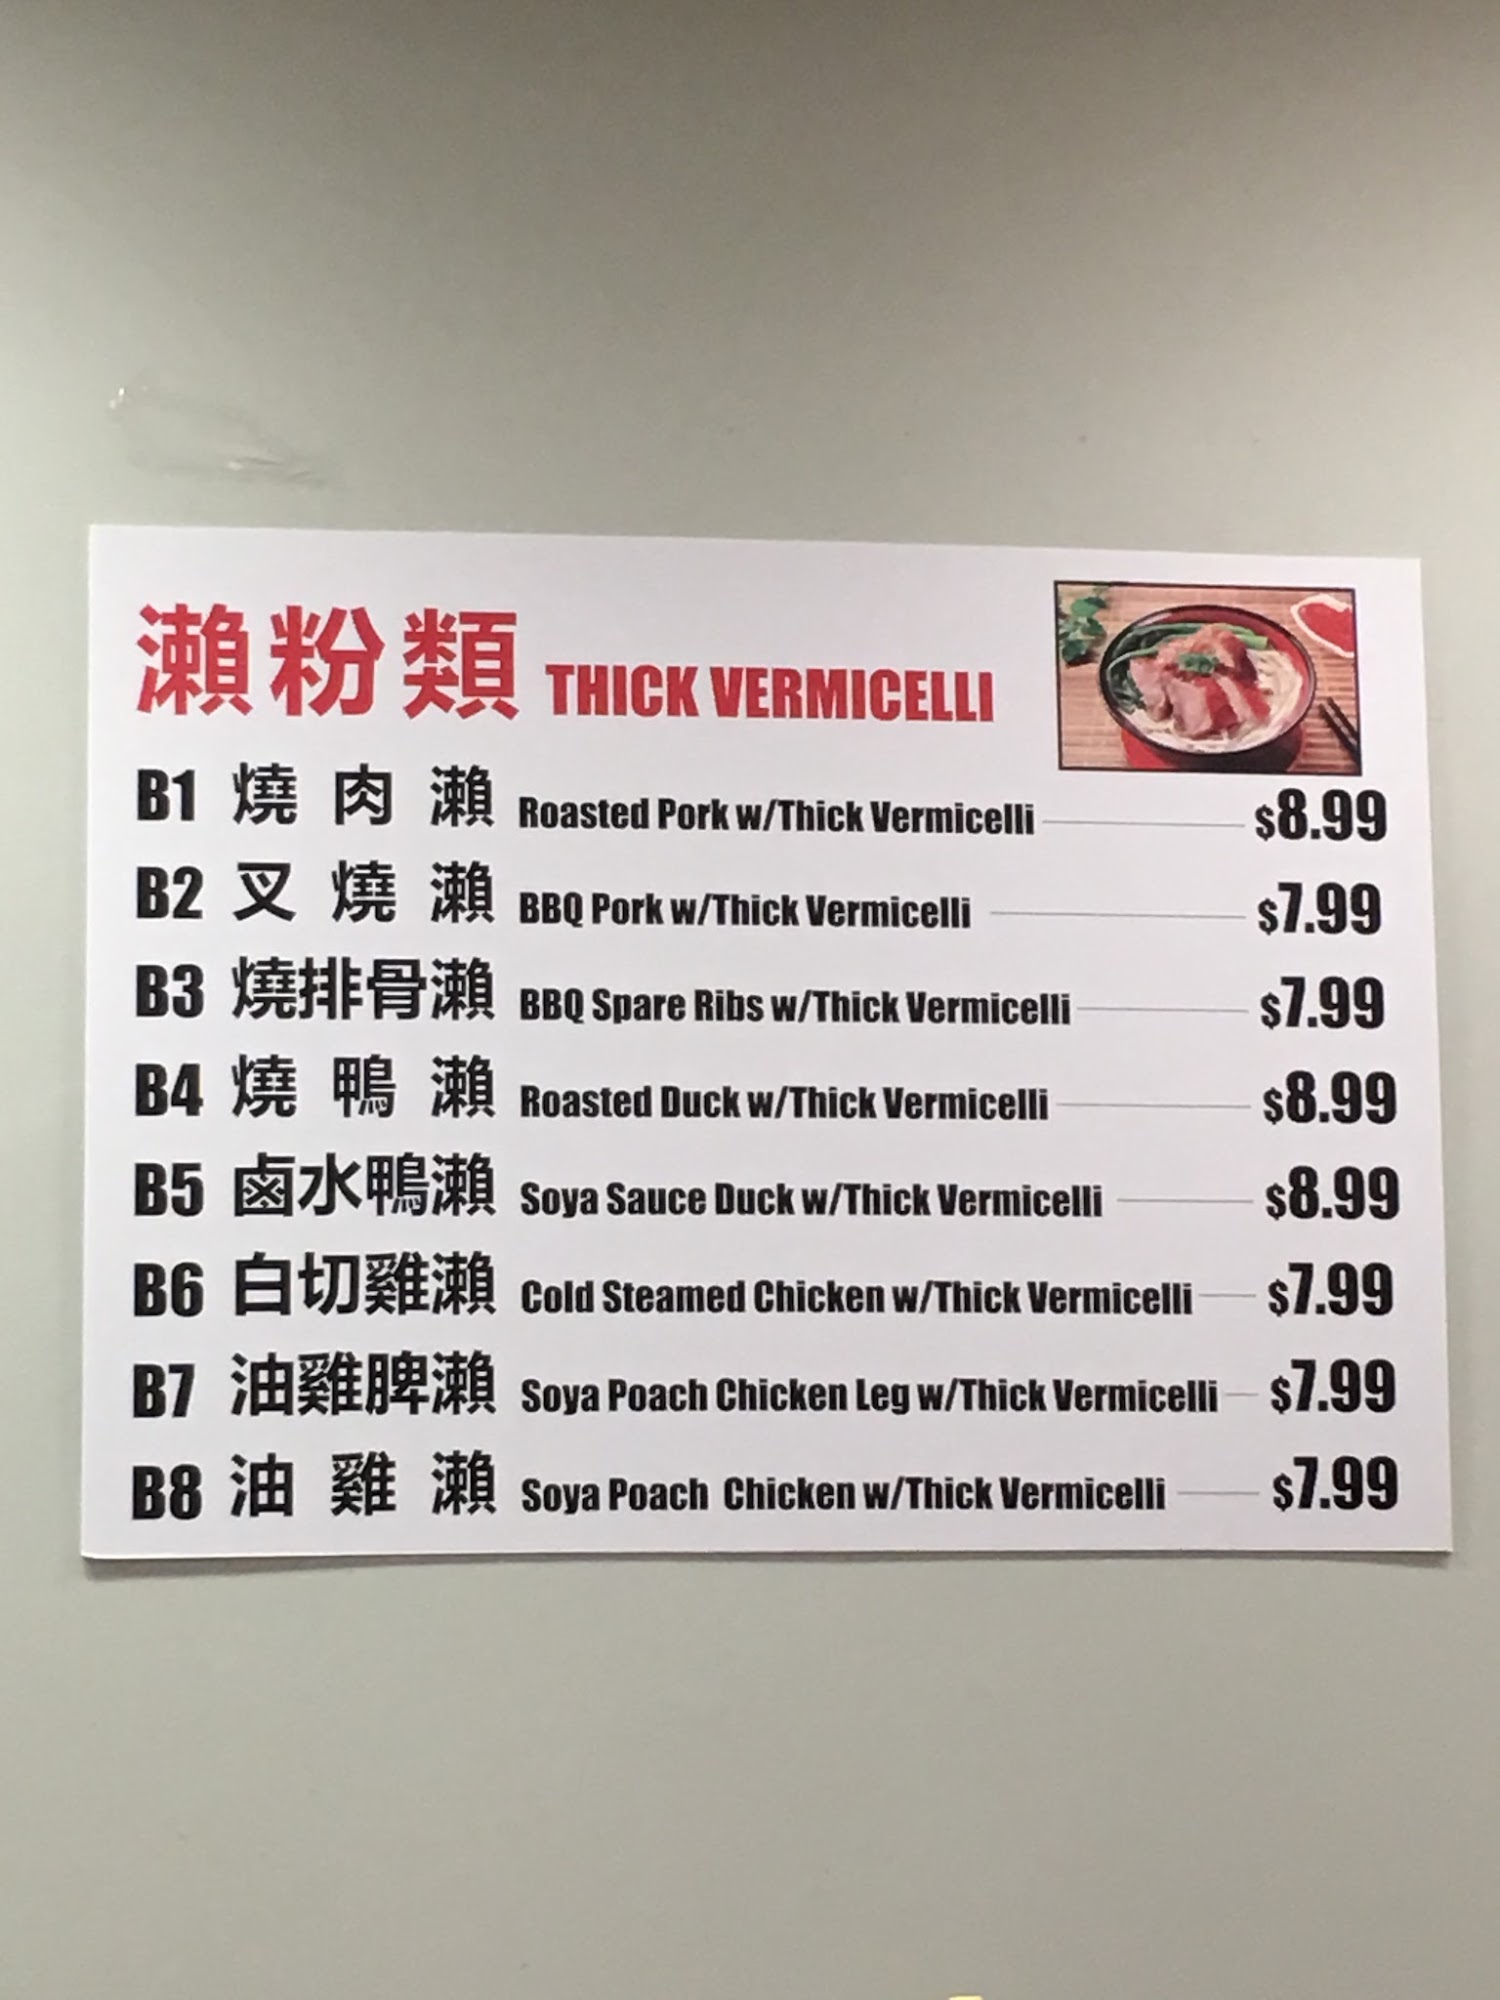 瀨粉類 THICK VERMICELLI
B1 燒肉瀨 Roasted Pork w/Thick Vermicelli $8.99
B2 叉燒瀨 BBQ Pork w/Thick Vermicelli $7.99
B3 燒排骨瀨 BBQ Spare Ribs w/Thick Vermicelli $7.99
B4 燒鴨瀨 Roasted Duck w/Thick Vermicelli $8.99
B5 鹵水鴨瀨 Soya Sauce Duck w/Thick Vermicelli $8.99
B6 白切雞瀨 Cold Steamed Chicken w/Thick Vermicelli $7.99
B7 油雞脾瀨 Soya Poach Chicken Leg w/Thick Vermicelli $7.99
B8 油雞瀨 Soya Poach Chicken w/Thick Vermicelli $7.99